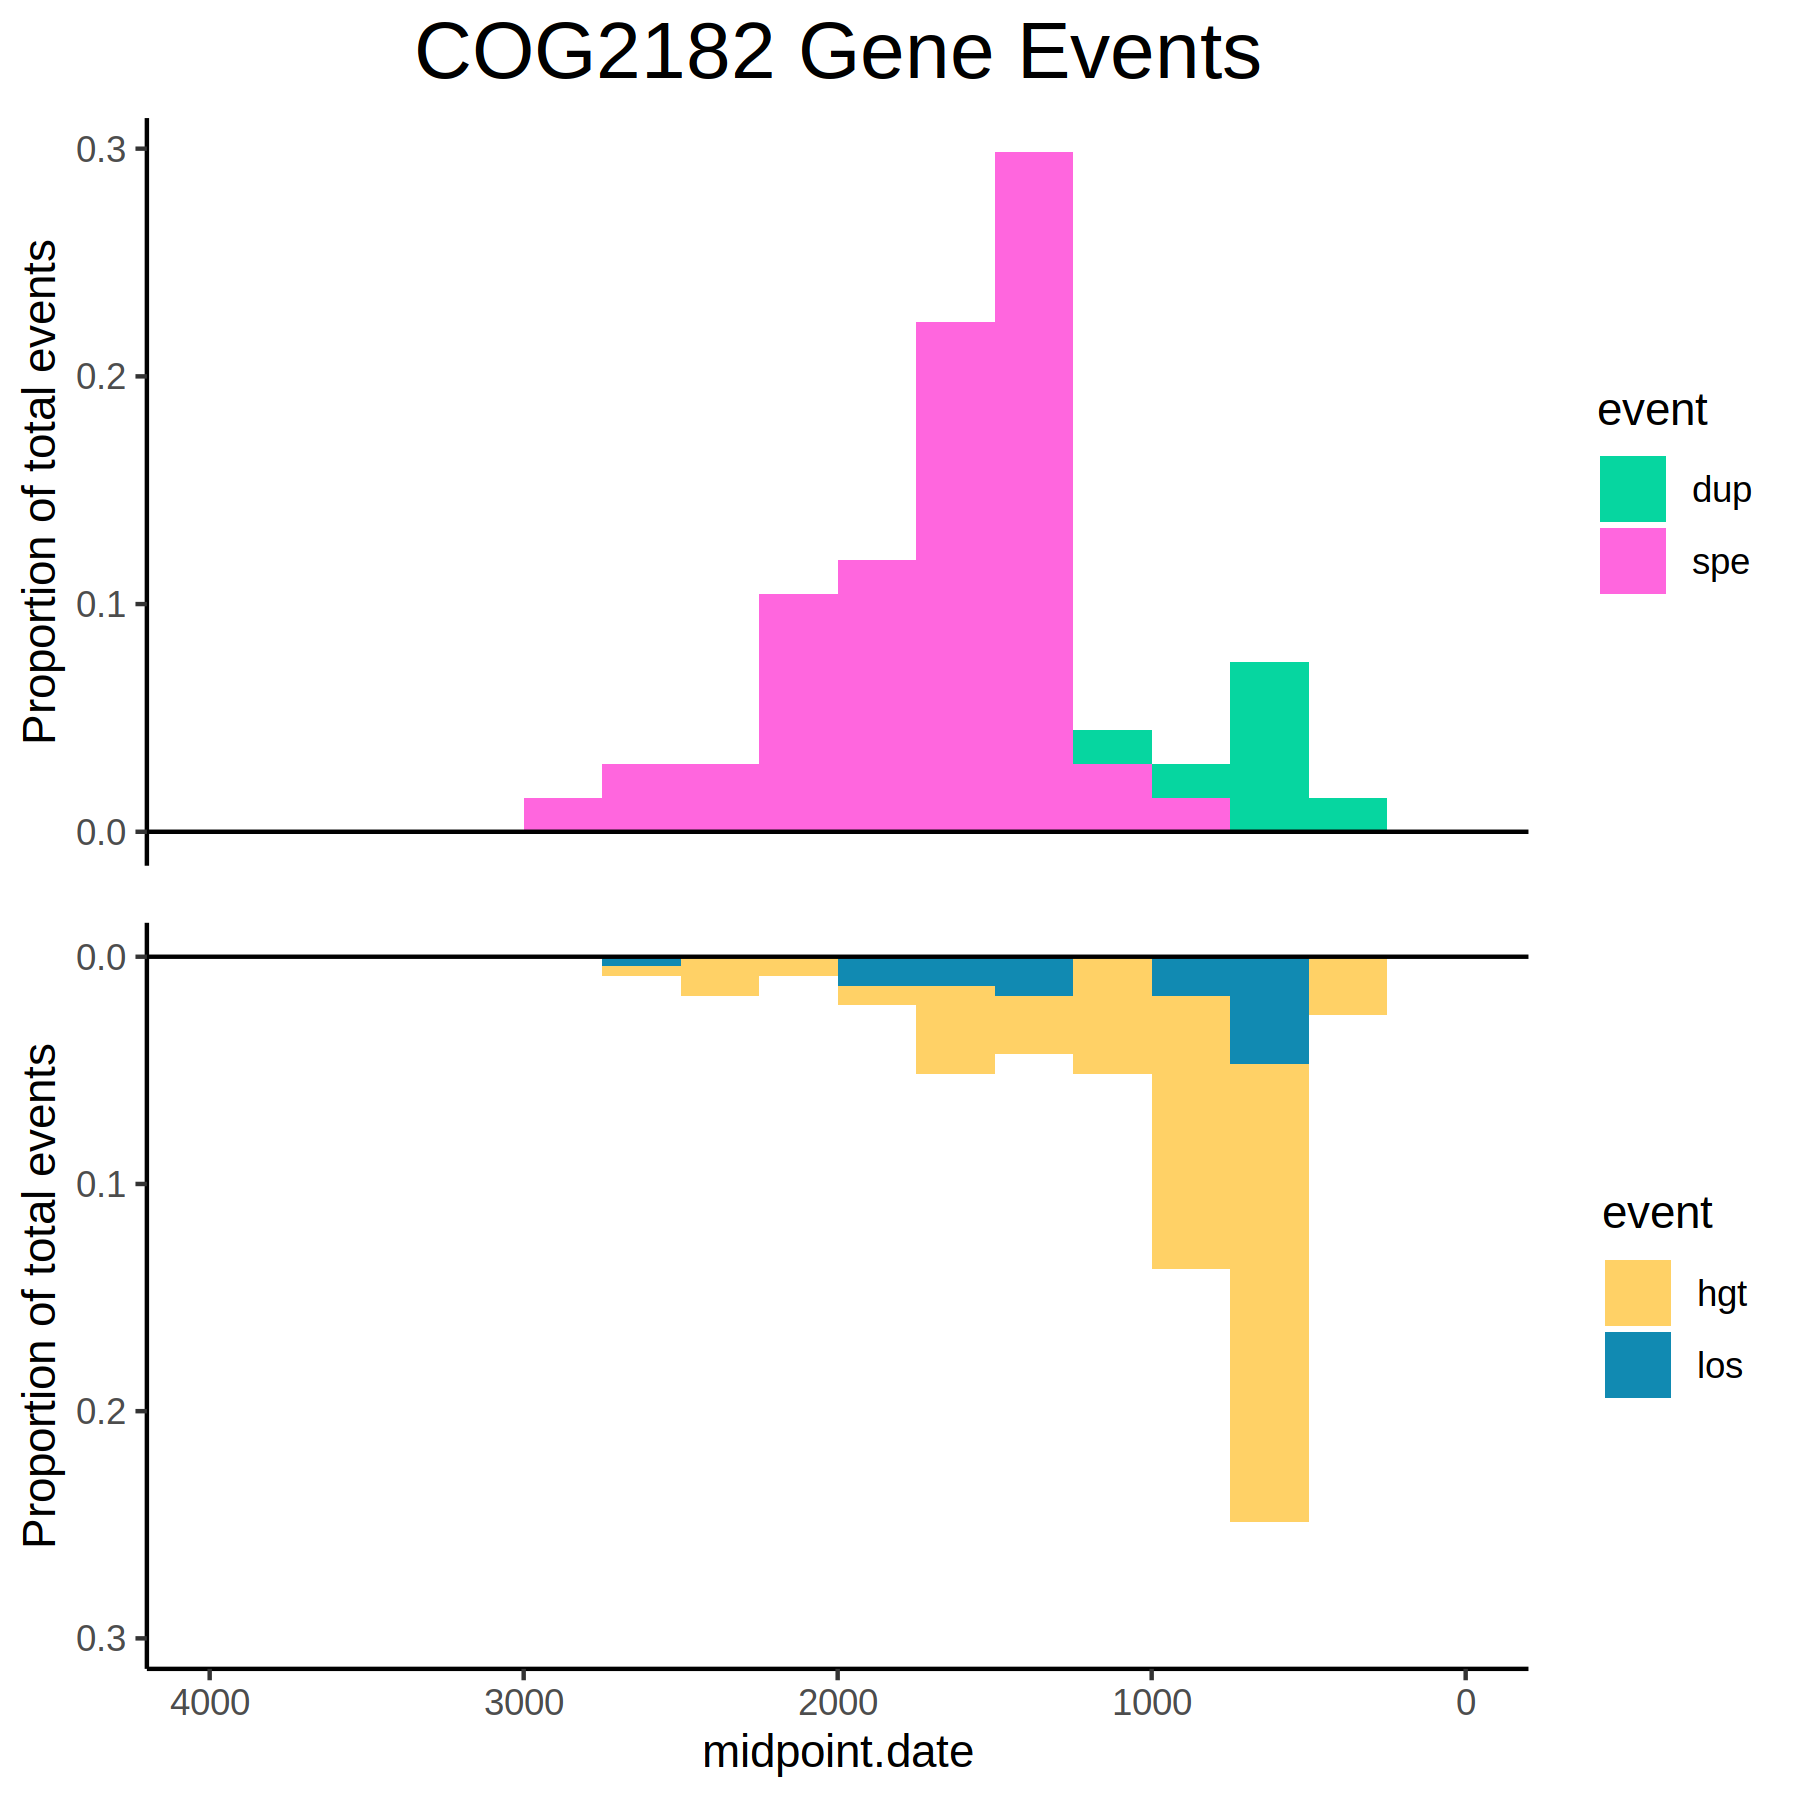 COG2182 Gene Events
Proportion of total events
0.3
0.2
0.1
0.0
event
dup
spe
Proportion of total events
0.0
0.1
0.2
0.3
event
hgt
los
4000 3000 2000 1000 0
midpoint.date